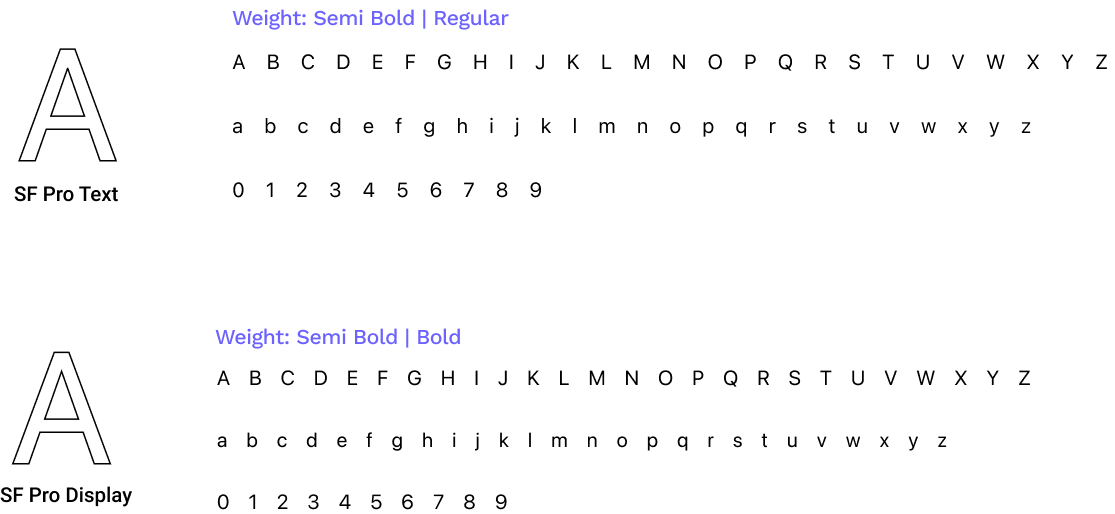 Weight: Semi Bold | Regular
A B C D E F G H I J K L M N O P Q R S T U V W X Y Z
A
a b c d e f g h i j k l m n o p q r s t u v w x y z
0 1 2 3 4 5 6 7 8 9
SF Pro Text
Weight: Semi Bold | Bold
A B C D E F G H I J K L M N O P Q R S T U V W X Y Z
A
a b c d e f g h i j k l m n o p q r s t u v w x y z
0 1 2 3 4 5 6 7 8 9
SF Pro Display